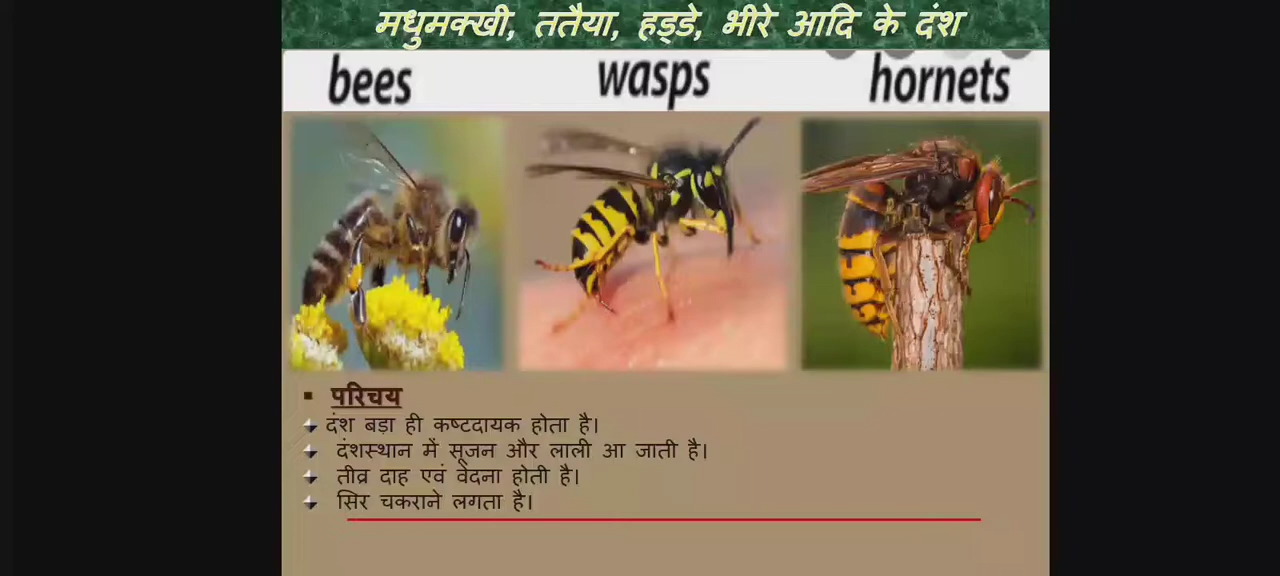 मधुमक्खी, ततैया, हड्डे, भीरे आदि के दंश
bees wasps hornets
परिचय
दंश बड़ा ही कष्टदायक होता है।
दंशस्थान में सूजन और लाली आ जाती है।
तीव्र दाह एवं वेदना होती है।
सिर चकराने लगता है।